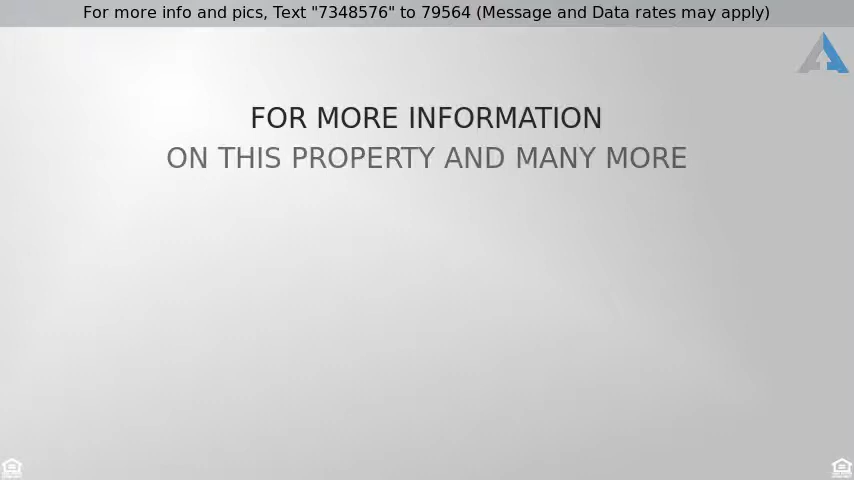 For more info and pics, Text "7348576" to 79564 (Message and Data rates may apply)
FOR MORE INFORMATION
ON THIS PROPERTY AND MANY MORE